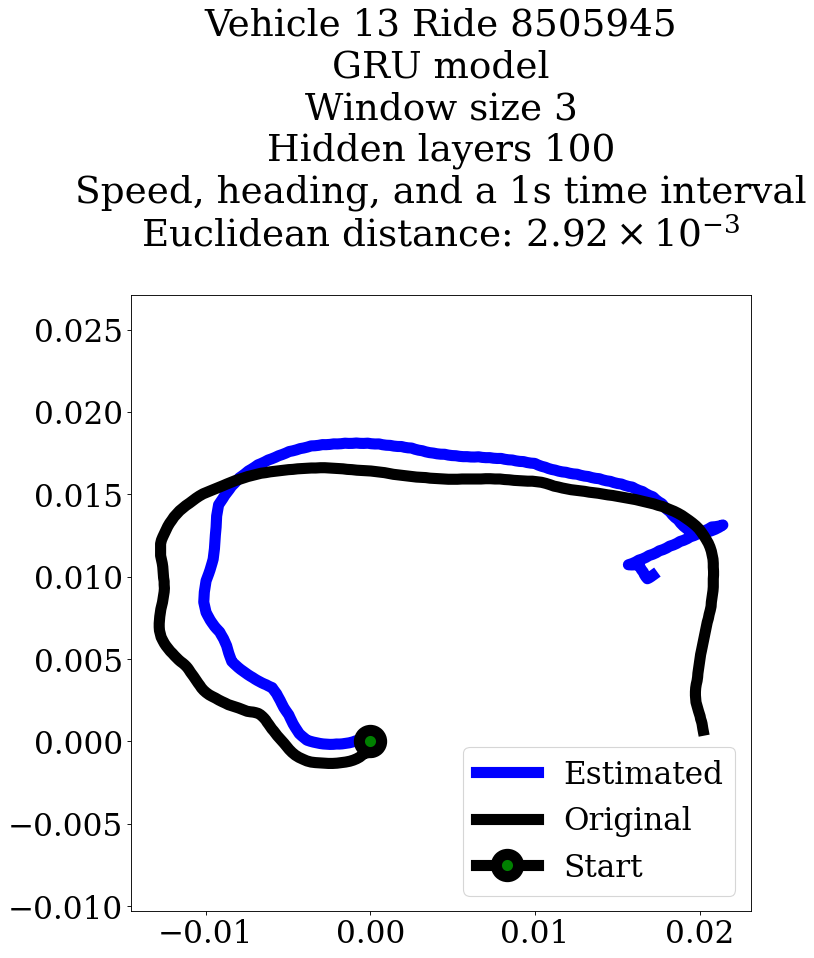 Vehicle 13 Ride 8505945
GRU model
Window size 3
Hidden layers 100
Speed, heading, and a 1s time interval
Euclidean distance: 2.92 × 10⁻³
0.025
0.020
0.015
0.010
0.005
0.000
−0.005
−0.010
−0.01 0.00 0.01 0.02
Estimated
Original
Start